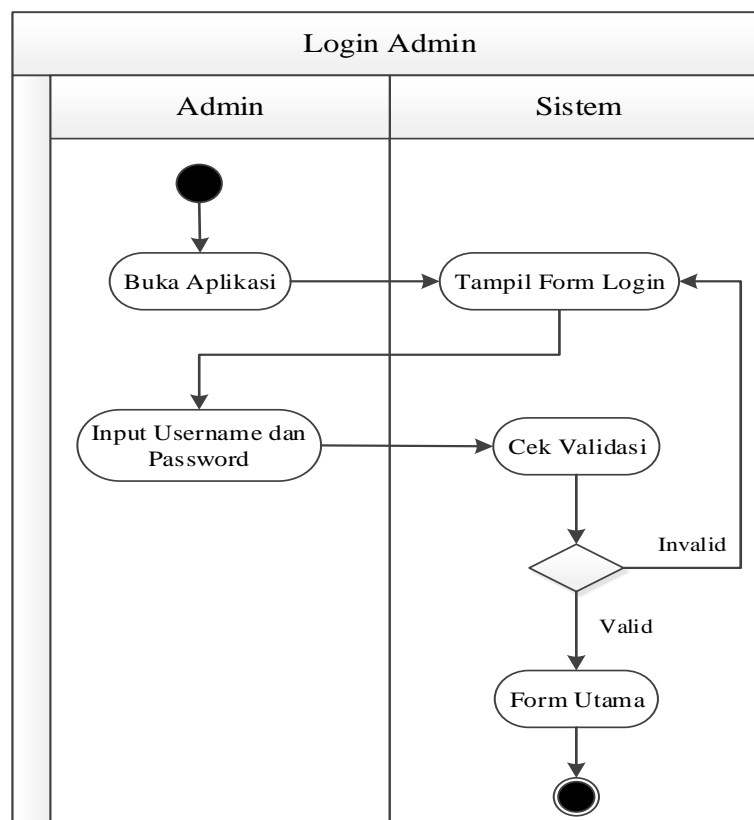 Login Admin
Admin
Sistem
Buka Aplikasi
Tampil Form Login
Input Username dan
Password
Cek Validasi
Invalid
Valid
Form Utama